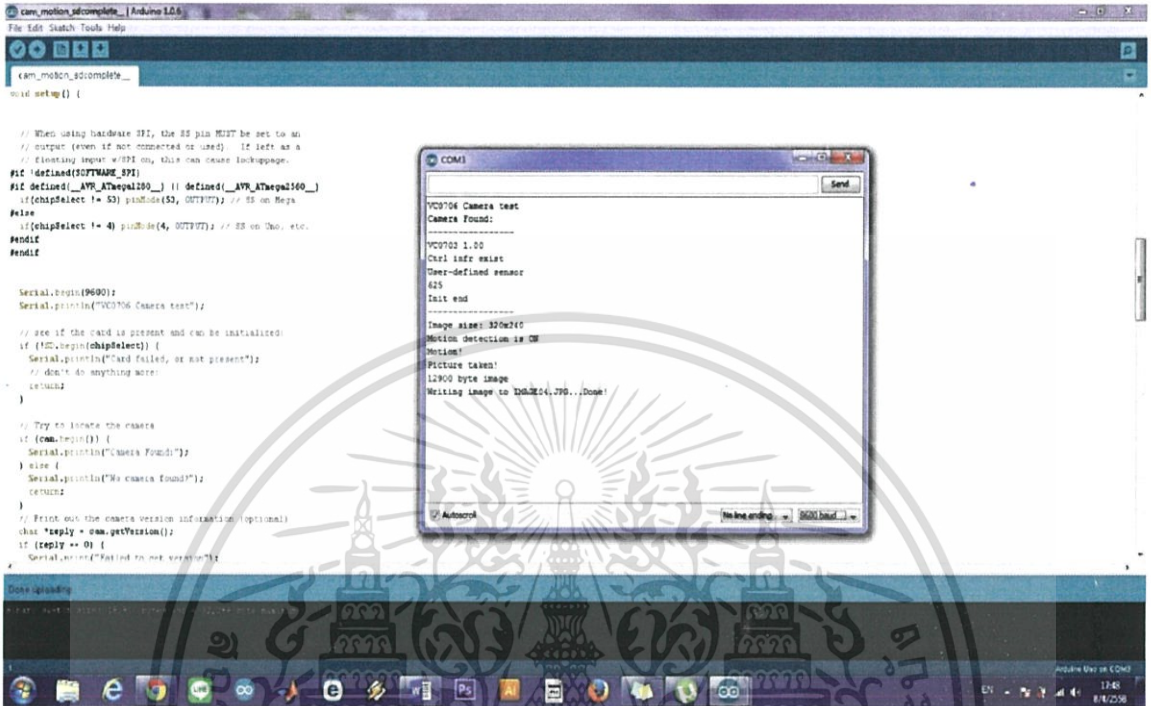 cam_motion_sdcomplete__ | Arduino 1.0.6
File Edit Sketch Tools Help
cam_motion_sdcomplete__
void setup() {
// When using hardware SPI, the SS pin MUST be set to an
// output (even if not connected or used). If left as a
// floating input w/SPI on, this can cause lockuppage.
#if !defined(SOFTWARE_SPI)
#if defined(__AVR_ATmega1280__) || defined(__AVR_ATmega2560__)
if(chipSelect != 53) pinMode(53, OUTPUT); // SS on Mega
#else
if(chipSelect != 4) pinMode(4, OUTPUT); // SS on Uno, etc.
#endif
#endif
Serial.begin(9600);
Serial.println("VC0706 Camera test");
// see if the card is present and can be initialized:
if (!SD.begin(chipSelect)) {
Serial.println("Card failed, or not present");
// don't do anything more:
return;
}
// Try to locate the camera
if (cam.begin()) {
Serial.println("Camera Found:");
} else {
Serial.println("No camera found?");
return;
}
// Print out the camera version information (optional)
char *reply = cam.getVersion();
if (reply == 0) {
Serial.print("Failed to get version");
COM3
Send
VC0706 Camera test
Camera Found:
-----------------
VC0703 1.00
Ctrl infr exist
User-defined sensor
625
Init end
-----------------
Image size: 320x240
Motion detection is ON
Motion!
Picture taken!
12900 byte image
Writing image to IMAGE04.JPG...Done!
Autoscroll
No line ending
9600 baud
Done uploading
Arduino Uno on COM3
EN
17:48
8/4/2558